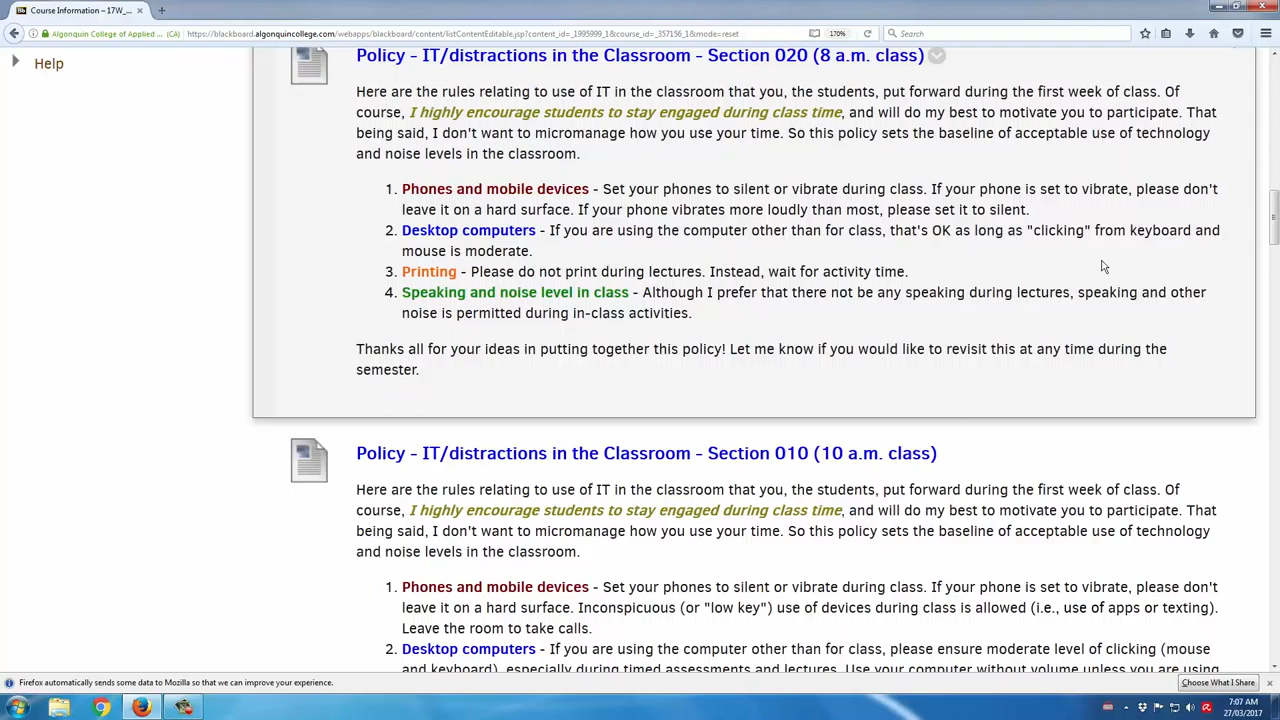 Course Information – 17W_...
Algonquin College of Applied ... (CA)
https://blackboard.algonquincollege.com/webapps/blackboard/content/listContentEditable.jsp?content_id=_1995999_1&course_id=_357156_1&mode=reset
170%
Search
Help
Policy - IT/distractions in the Classroom - Section 020 (8 a.m. class)
Here are the rules relating to use of IT in the classroom that you, the students, put forward during the first week of class. Of
course, I highly encourage students to stay engaged during class time, and will do my best to motivate you to participate. That
being said, I don't want to micromanage how you use your time. So this policy sets the baseline of acceptable use of technology
and noise levels in the classroom.
1. Phones and mobile devices - Set your phones to silent or vibrate during class. If your phone is set to vibrate, please don't
leave it on a hard surface. If your phone vibrates more loudly than most, please set it to silent.
2. Desktop computers - If you are using the computer other than for class, that's OK as long as "clicking" from keyboard and
mouse is moderate.
3. Printing - Please do not print during lectures. Instead, wait for activity time.
4. Speaking and noise level in class - Although I prefer that there not be any speaking during lectures, speaking and other
noise is permitted during in-class activities.
Thanks all for your ideas in putting together this policy! Let me know if you would like to revisit this at any time during the
semester.
Policy - IT/distractions in the Classroom - Section 010 (10 a.m. class)
Here are the rules relating to use of IT in the classroom that you, the students, put forward during the first week of class. Of
course, I highly encourage students to stay engaged during class time, and will do my best to motivate you to participate. That
being said, I don't want to micromanage how you use your time. So this policy sets the baseline of acceptable use of technology
and noise levels in the classroom.
1. Phones and mobile devices - Set your phones to silent or vibrate during class. If your phone is set to vibrate, please don't
leave it on a hard surface. Inconspicuous (or "low key") use of devices during class is allowed (i.e., use of apps or texting).
Leave the room to take calls.
2. Desktop computers - If you are using the computer other than for class, please ensure moderate level of clicking (mouse
and keyboard), especially during timed assessments and lectures. Use your computer without volume unless you are using
Firefox automatically sends some data to Mozilla so that we can improve your experience.
Choose What I Share
7:07 AM
27/03/2017